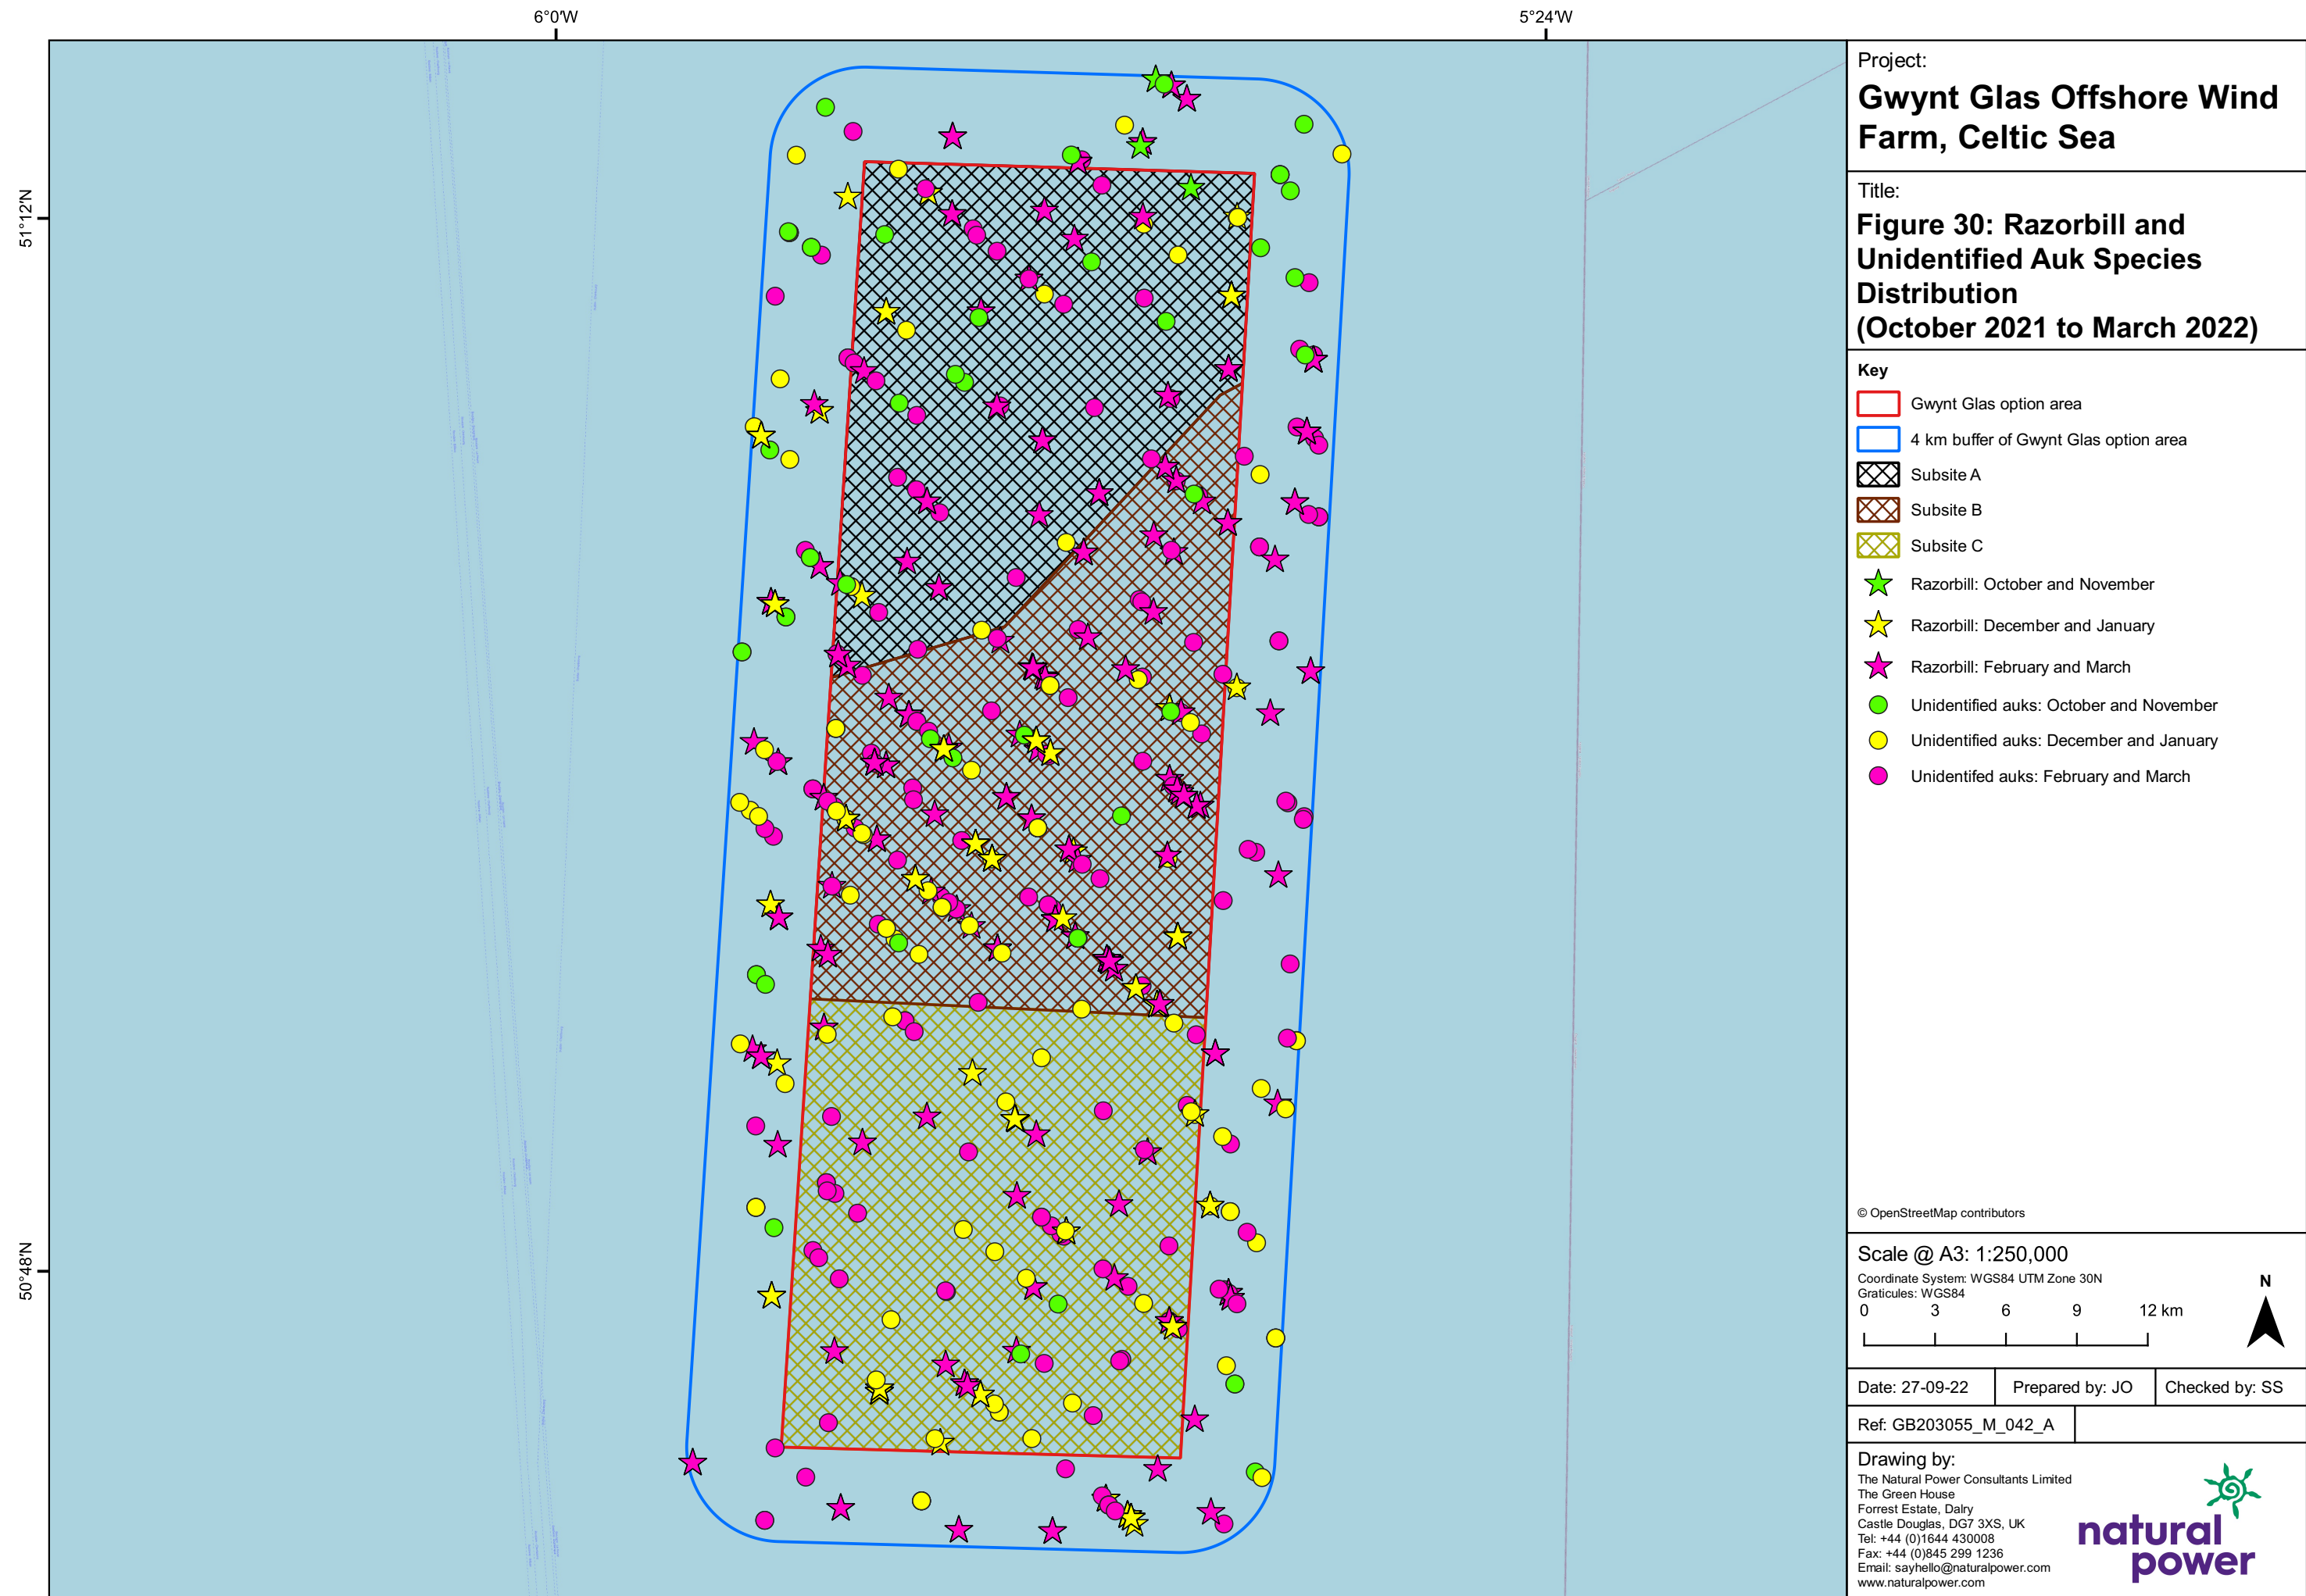 6°0'W
5°24'W
51°12'N
50°48'N
Project:
Gwynt Glas Offshore Wind
Farm, Celtic Sea
Title:
Figure 30: Razorbill and
Unidentified Auk Species
Distribution
(October 2021 to March 2022)
Key
Gwynt Glas option area
4 km buffer of Gwynt Glas option area
Subsite A
Subsite B
Subsite C
Razorbill: October and November
Razorbill: December and January
Razorbill: February and March
Unidentified auks: October and November
Unidentified auks: December and January
Unidentifed auks: February and March
© OpenStreetMap contributors
Scale @ A3: 1:250,000
Coordinate System: WGS84 UTM Zone 30N
Graticules: WGS84
0 3 6 9 12 km
N
Date: 27-09-22
Prepared by: JO
Checked by: SS
Ref: GB203055_M_042_A
Drawing by:
The Natural Power Consultants Limited
The Green House
Forrest Estate, Dalry
Castle Douglas, DG7 3XS, UK
Tel: +44 (0)1644 430008
Fax: +44 (0)845 299 1236
Email: sayhello@naturalpower.com
www.naturalpower.com
natural
power